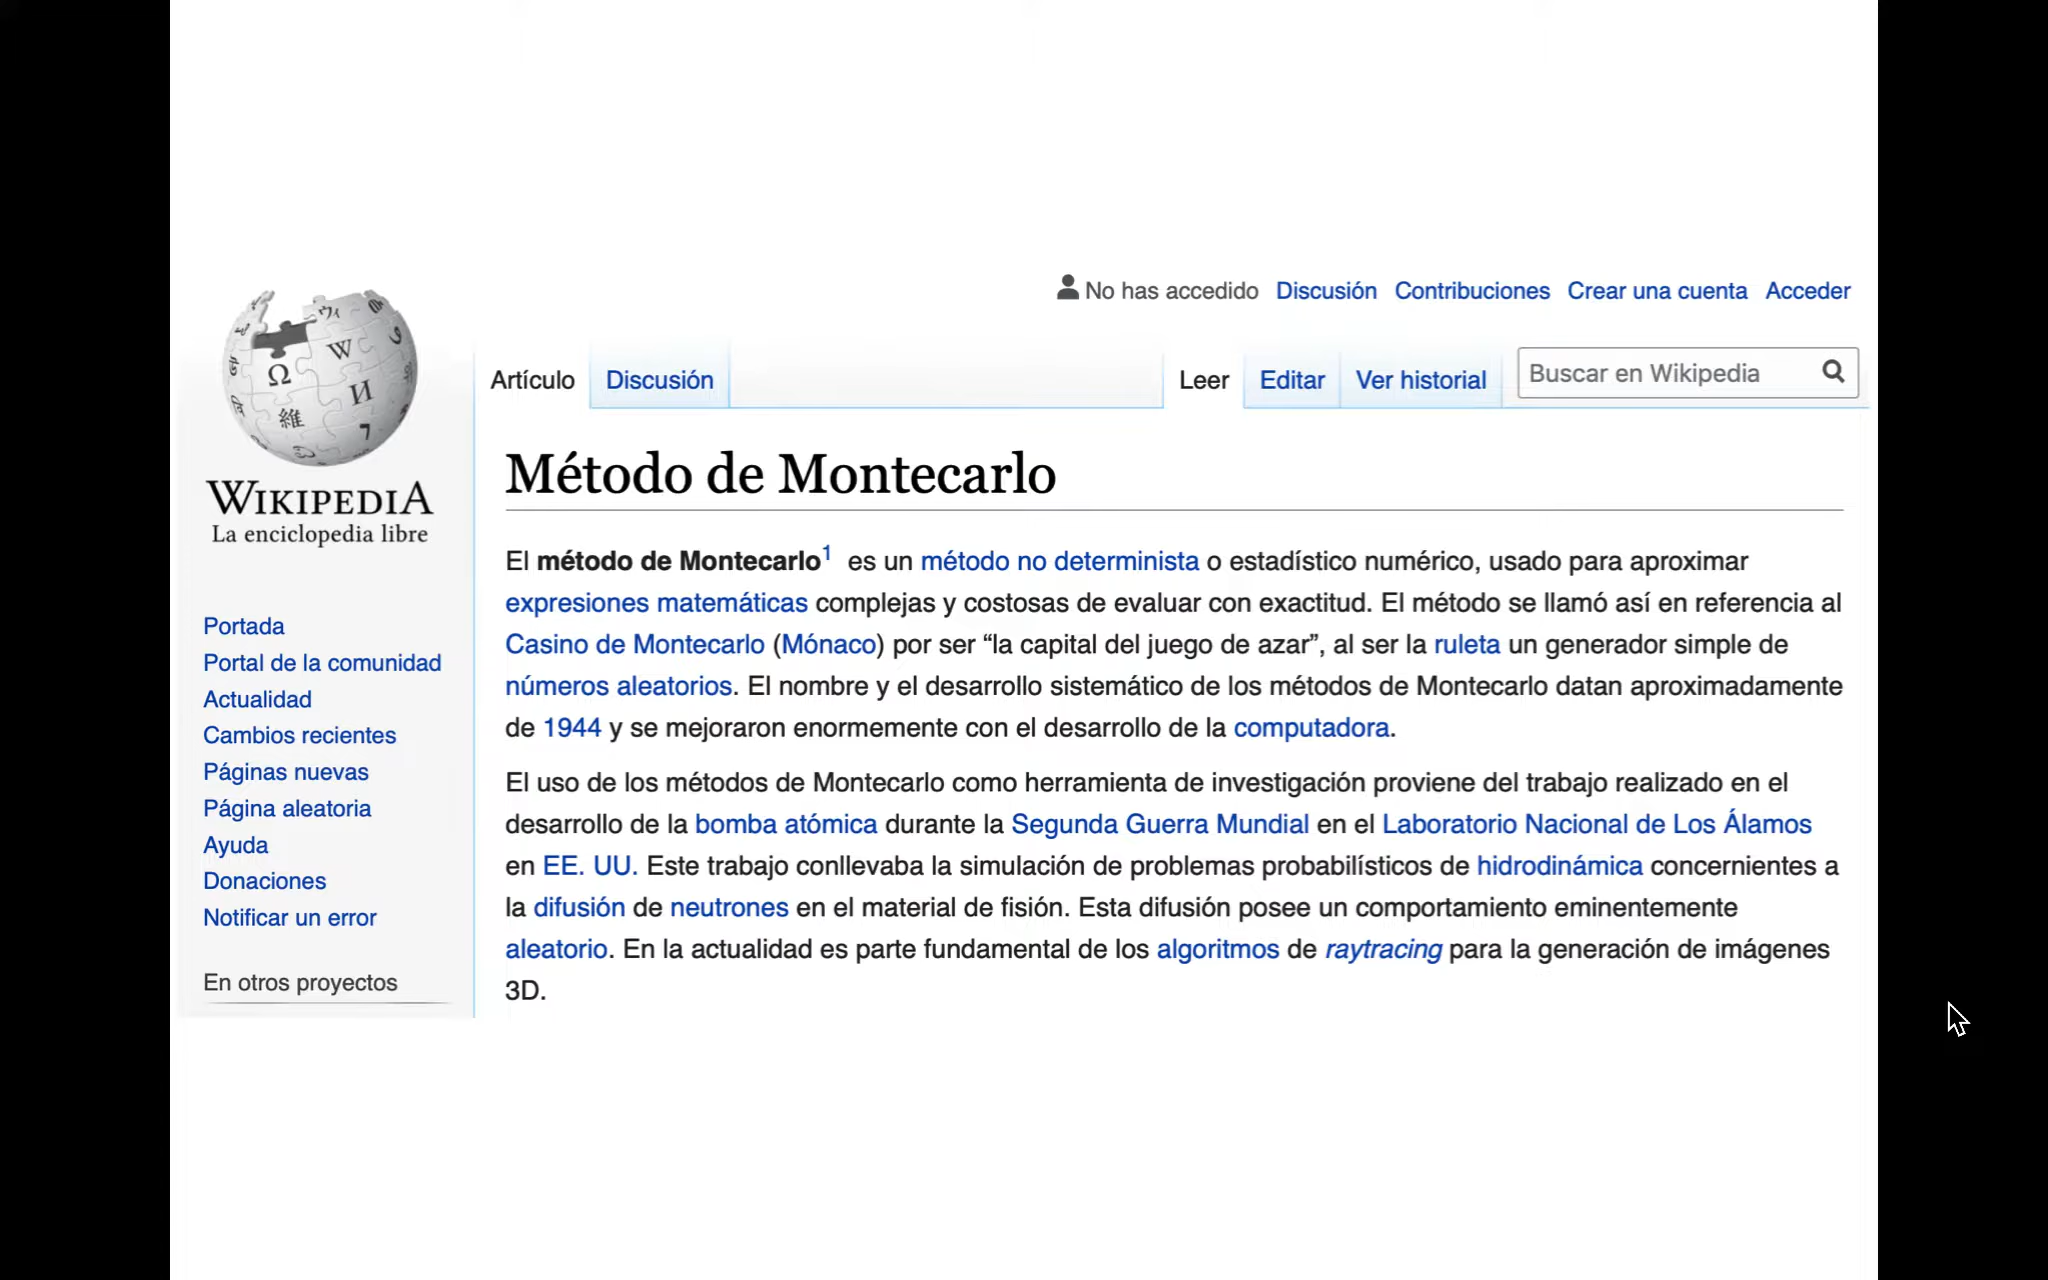 No has accedido Discusión Contribuciones Crear una cuenta Acceder
Artículo Discusión Leer Editar Ver historial Buscar en Wikipedia
WIKIPEDIA
La enciclopedia libre
Portada
Portal de la comunidad
Actualidad
Cambios recientes
Páginas nuevas
Página aleatoria
Ayuda
Donaciones
Notificar un error
En otros proyectos
Método de Montecarlo
El método de Montecarlo1 es un método no determinista o estadístico numérico, usado para aproximar
expresiones matemáticas complejas y costosas de evaluar con exactitud. El método se llamó así en referencia al
Casino de Montecarlo (Mónaco) por ser “la capital del juego de azar”, al ser la ruleta un generador simple de
números aleatorios. El nombre y el desarrollo sistemático de los métodos de Montecarlo datan aproximadamente
de 1944 y se mejoraron enormemente con el desarrollo de la computadora.
El uso de los métodos de Montecarlo como herramienta de investigación proviene del trabajo realizado en el
desarrollo de la bomba atómica durante la Segunda Guerra Mundial en el Laboratorio Nacional de Los Álamos
en EE. UU. Este trabajo conllevaba la simulación de problemas probabilísticos de hidrodinámica concernientes a
la difusión de neutrones en el material de fisión. Esta difusión posee un comportamiento eminentemente
aleatorio. En la actualidad es parte fundamental de los algoritmos de raytracing para la generación de imágenes
3D.